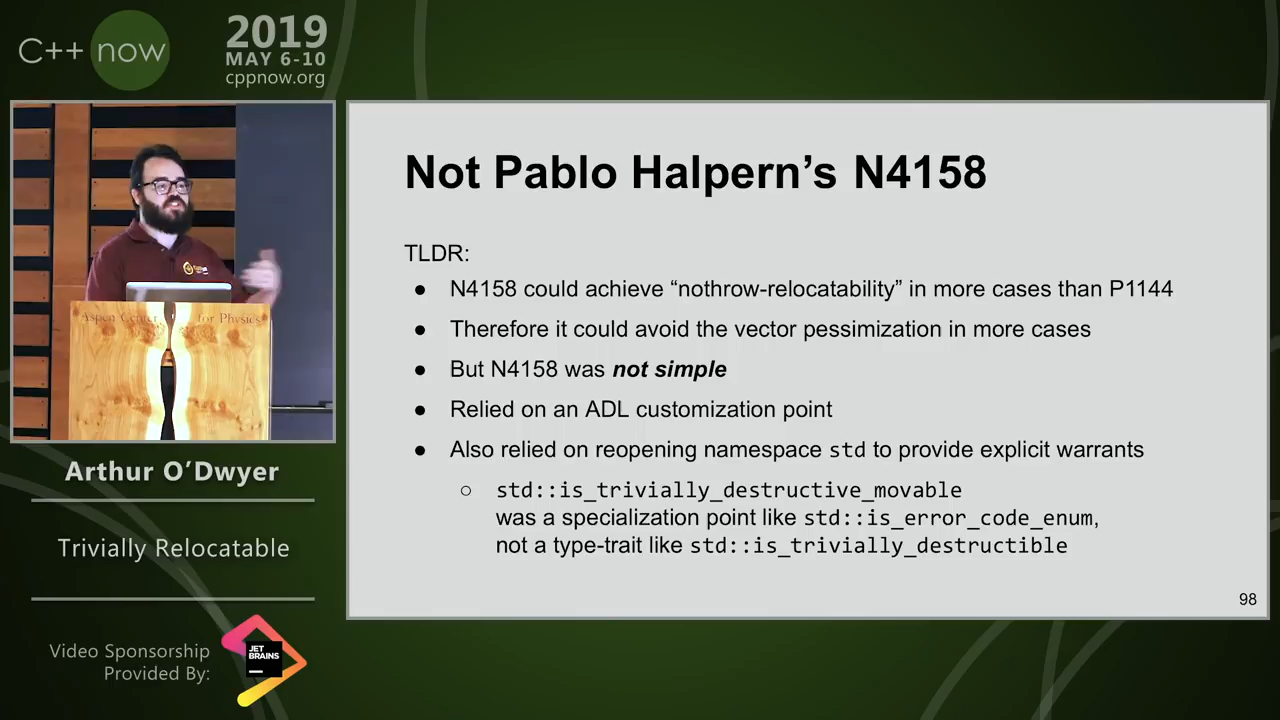 C++ now
2019
MAY 6-10
cppnow.org
Aspen Center for Physics
Arthur O’Dwyer
Trivially Relocatable
Video Sponsorship
Provided By:
JET
BRAINS
Not Pablo Halpern’s N4158
TLDR:
● N4158 could achieve “nothrow-relocatability” in more cases than P1144
● Therefore it could avoid the vector pessimization in more cases
● But N4158 was not simple
● Relied on an ADL customization point
● Also relied on reopening namespace std to provide explicit warrants
○ std::is_trivially_destructive_movable
was a specialization point like std::is_error_code_enum,
not a type-trait like std::is_trivially_destructible
98